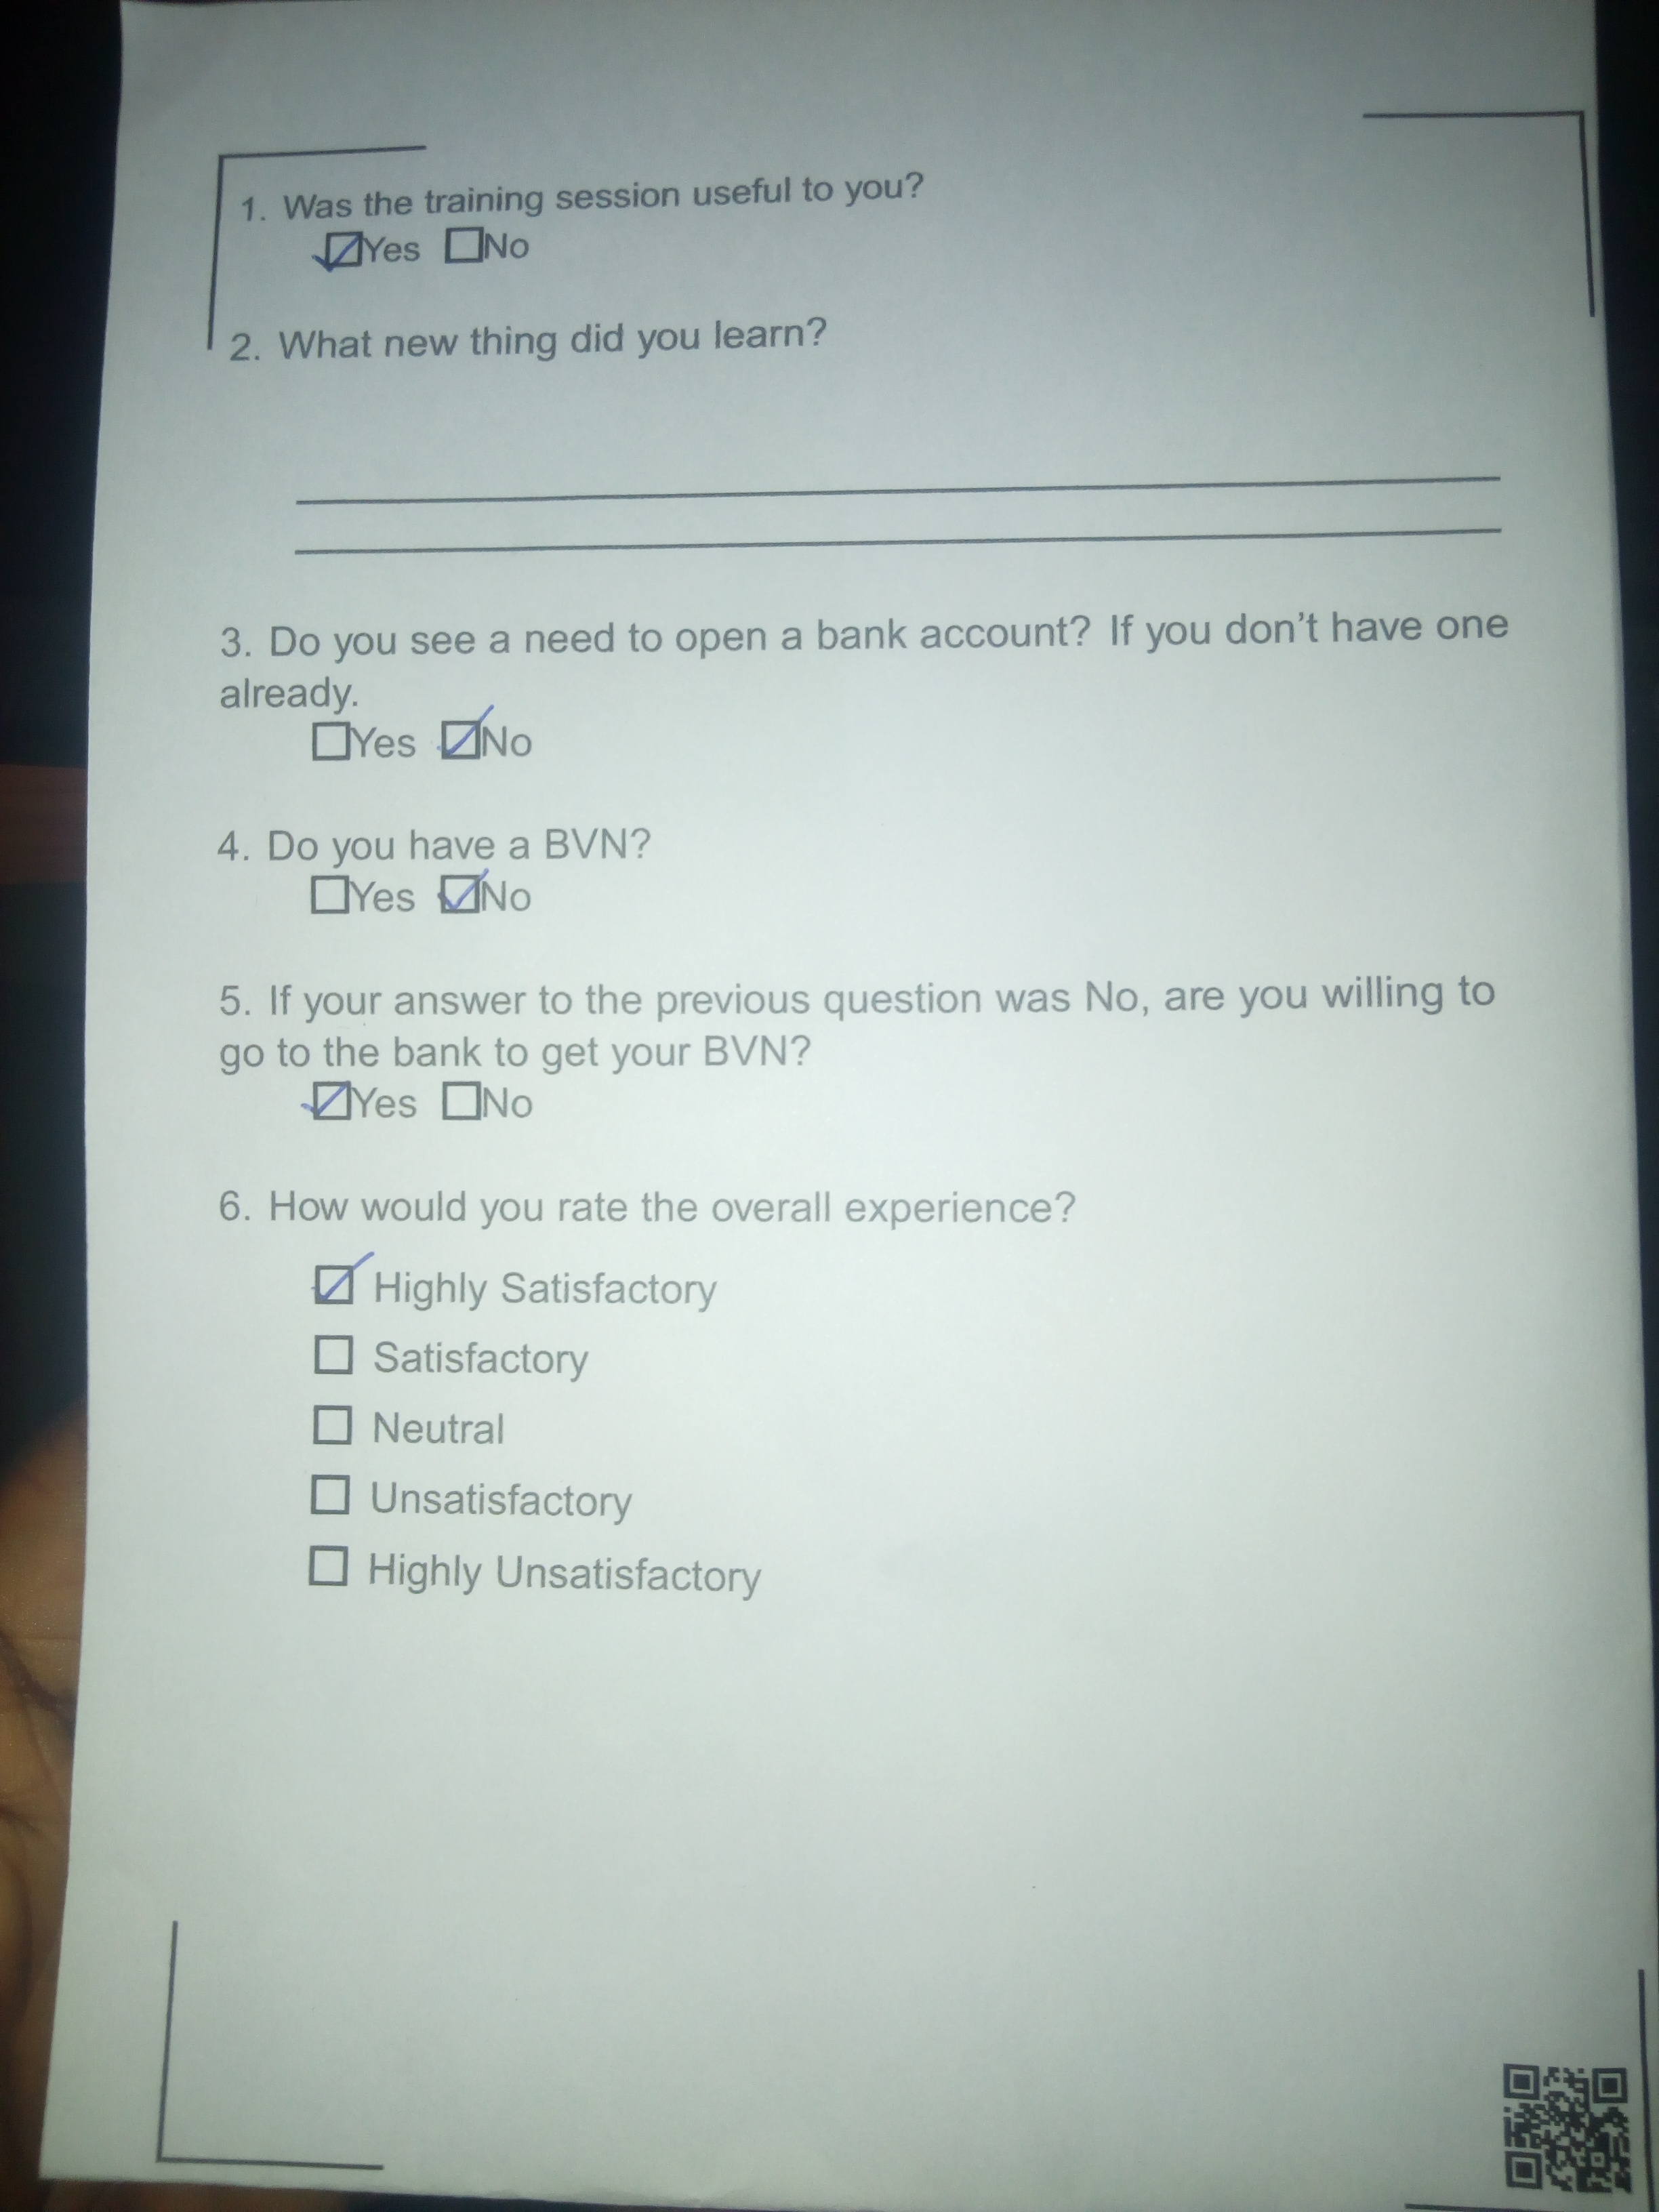 1. Was the training session useful to you?
☑Yes ☐No
2. What new thing did you learn?
3. Do you see a need to open a bank account? If you don't have one
already.
☐Yes ☑No
4. Do you have a BVN?
☐Yes ☑No
5. If your answer to the previous question was No, are you willing to
go to the bank to get your BVN?
☑Yes ☐No
6. How would you rate the overall experience?
☑ Highly Satisfactory
☐ Satisfactory
☐ Neutral
☐ Unsatisfactory
☐ Highly Unsatisfactory